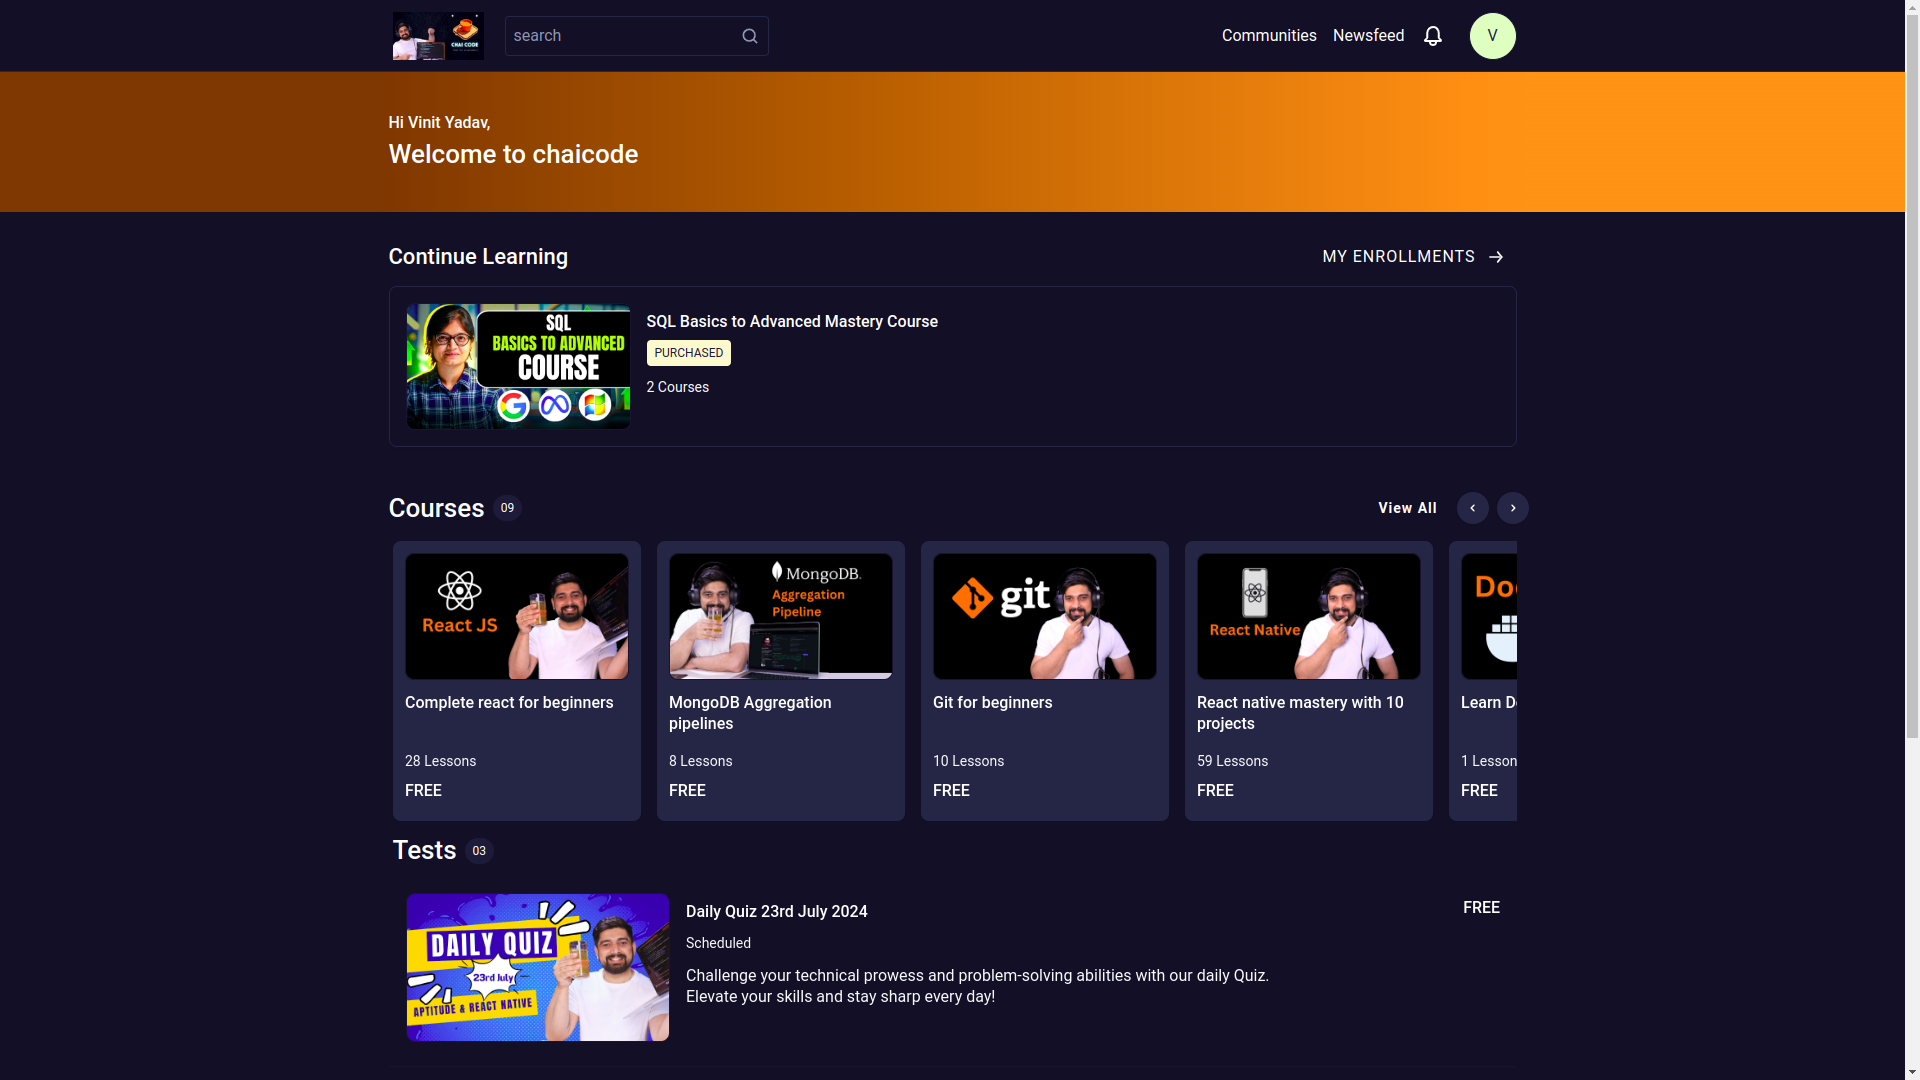 CHAI CODE
search
Communities
Newsfeed
V
Hi Vinit Yadav,
Welcome to chaicode
Continue Learning
MY ENROLLMENTS
SQL
BASICS TO ADVANCED
COURSE
SQL Basics to Advanced Mastery Course
PURCHASED
2 Courses
Courses 09
View All
React JS
Complete react for beginners
28 Lessons
FREE
MongoDB.
Aggregation
Pipeline
MongoDB Aggregation
pipelines
8 Lessons
FREE
git
Git for beginners
10 Lessons
FREE
React Native
React native mastery with 10
projects
59 Lessons
FREE
Learn
1 Lesson
FREE
Tests 03
DAILY QUIZ
23rd July
APTITUDE & REACT NATIVE
Daily Quiz 23rd July 2024
FREE
Scheduled
Challenge your technical prowess and problem-solving abilities with our daily Quiz.
Elevate your skills and stay sharp every day!